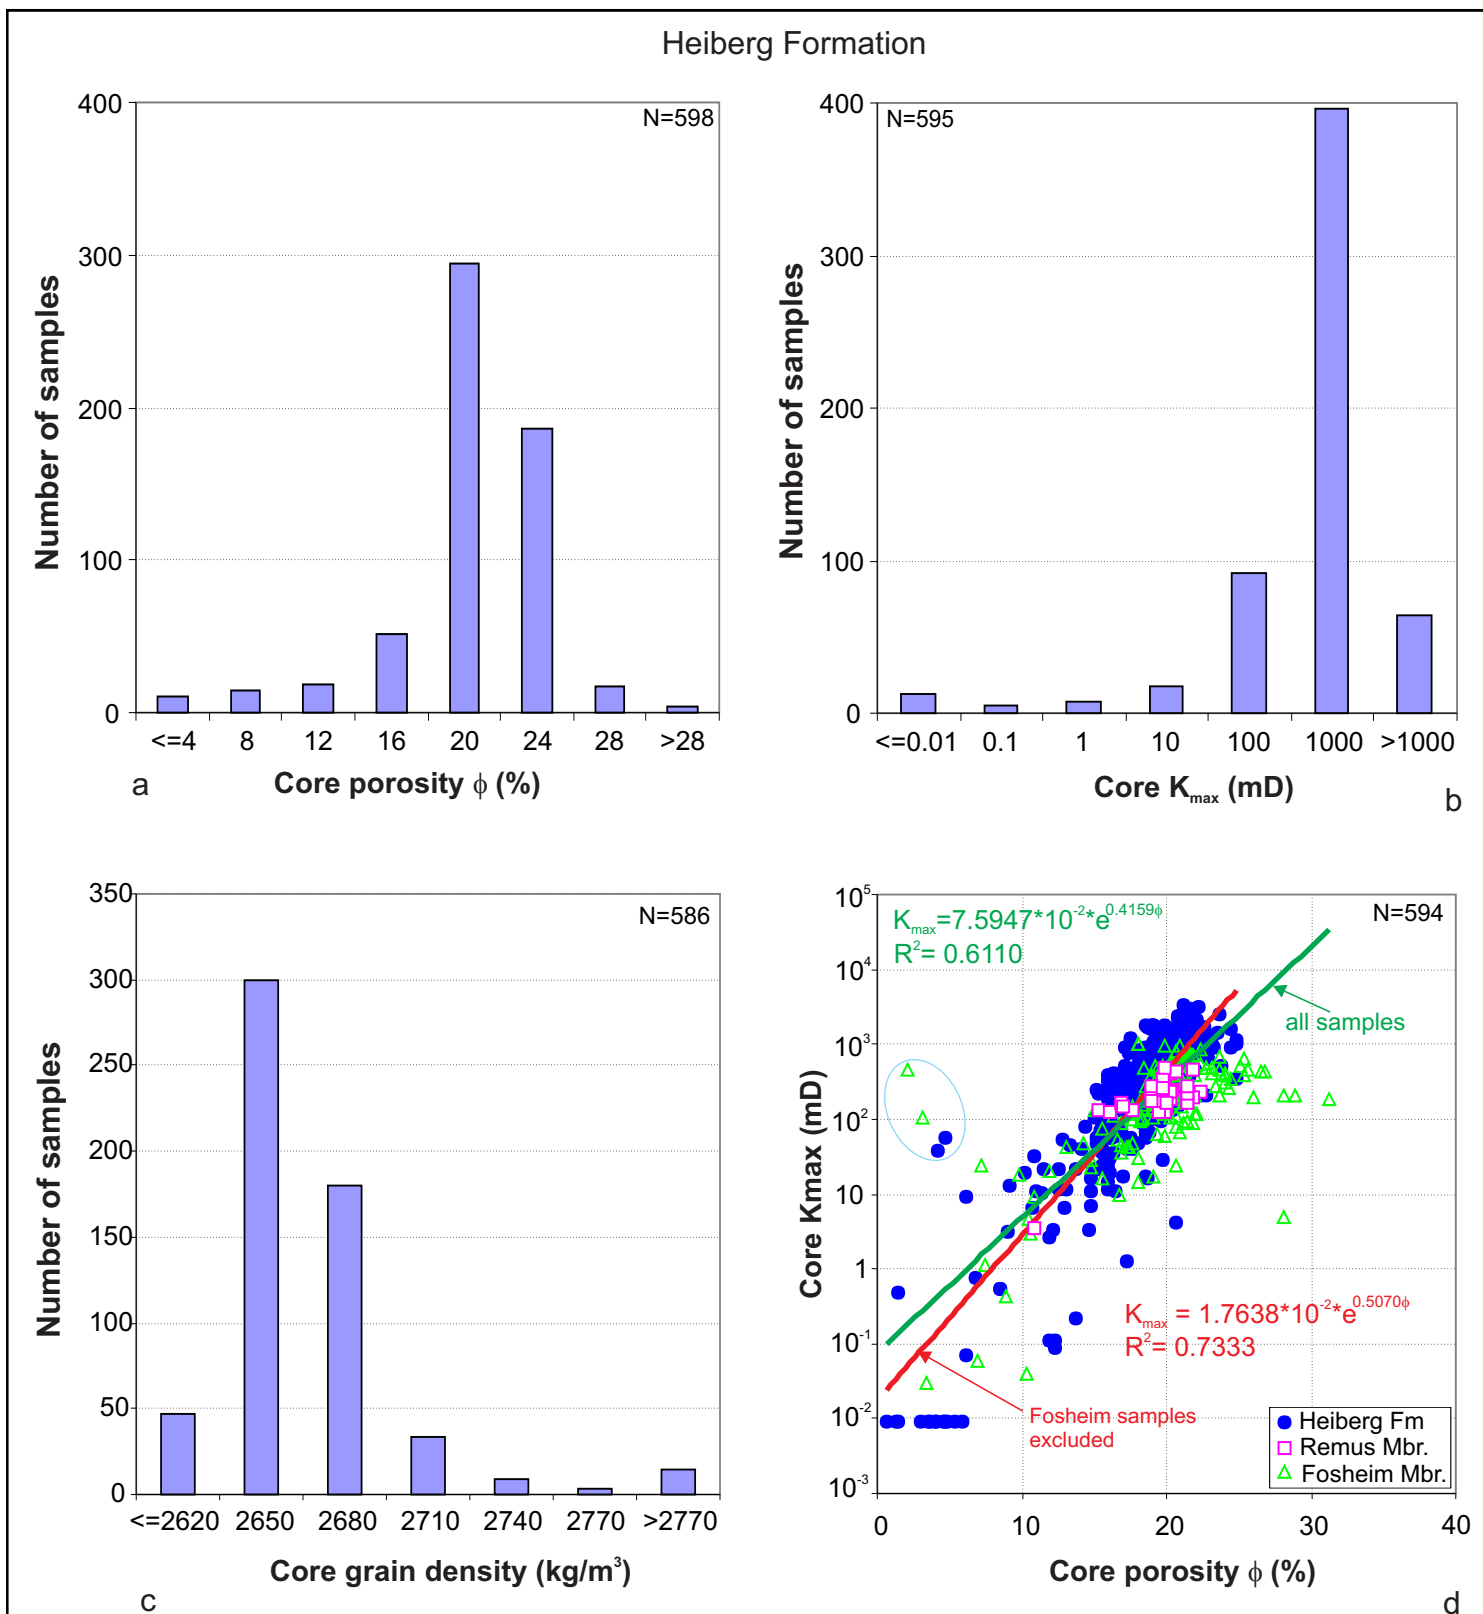 Heiberg Formation
N=598
Number of samples
400
300
200
100
0
<=4 8 12 16 20 24 28 >28
Core porosity ϕ (%)
a
N=595
Number of samples
400
300
200
100
0
<=0.01 0.1 1 10 100 1000 >1000
Core Kmax (mD)
b
N=586
Number of samples
350
300
250
200
150
100
50
0
<=2620 2650 2680 2710 2740 2770 >2770
Core grain density (kg/m³)
c
N=594
Kmax=7.5947*10⁻²*e^0.4159ϕ
R²= 0.6110
all samples
Core Kmax (mD)
10⁵
10⁴
10³
10²
10
1
10⁻¹
10⁻²
10⁻³
Kmax = 1.7638*10⁻²*e^0.5070ϕ
R²= 0.7333
Fosheim samples
excluded
Heiberg Fm
Remus Mbr.
Fosheim Mbr.
0 10 20 30 40
Core porosity ϕ (%)
d